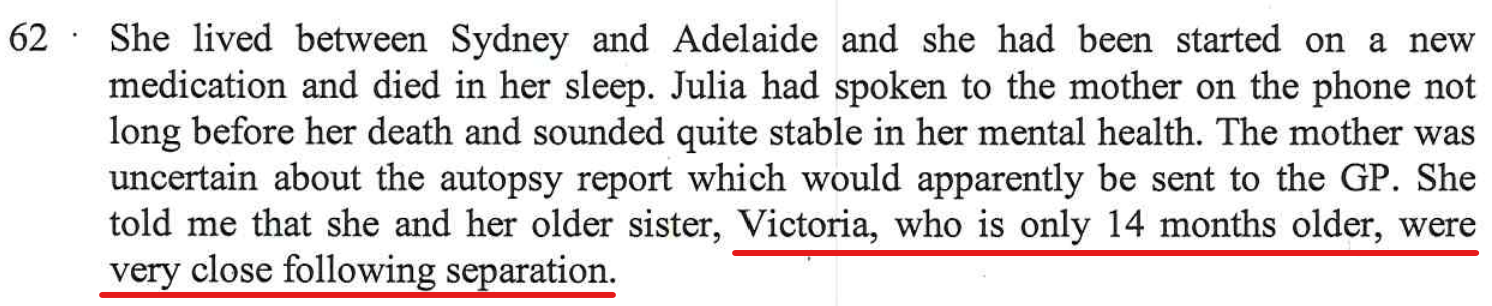 62 · She lived between Sydney and Adelaide and she had been started on a new
medication and died in her sleep. Julia had spoken to the mother on the phone not
long before her death and sounded quite stable in her mental health. The mother was
uncertain about the autopsy report which would apparently be sent to the GP. She
told me that she and her older sister, Victoria, who is only 14 months older, were
very close following separation.